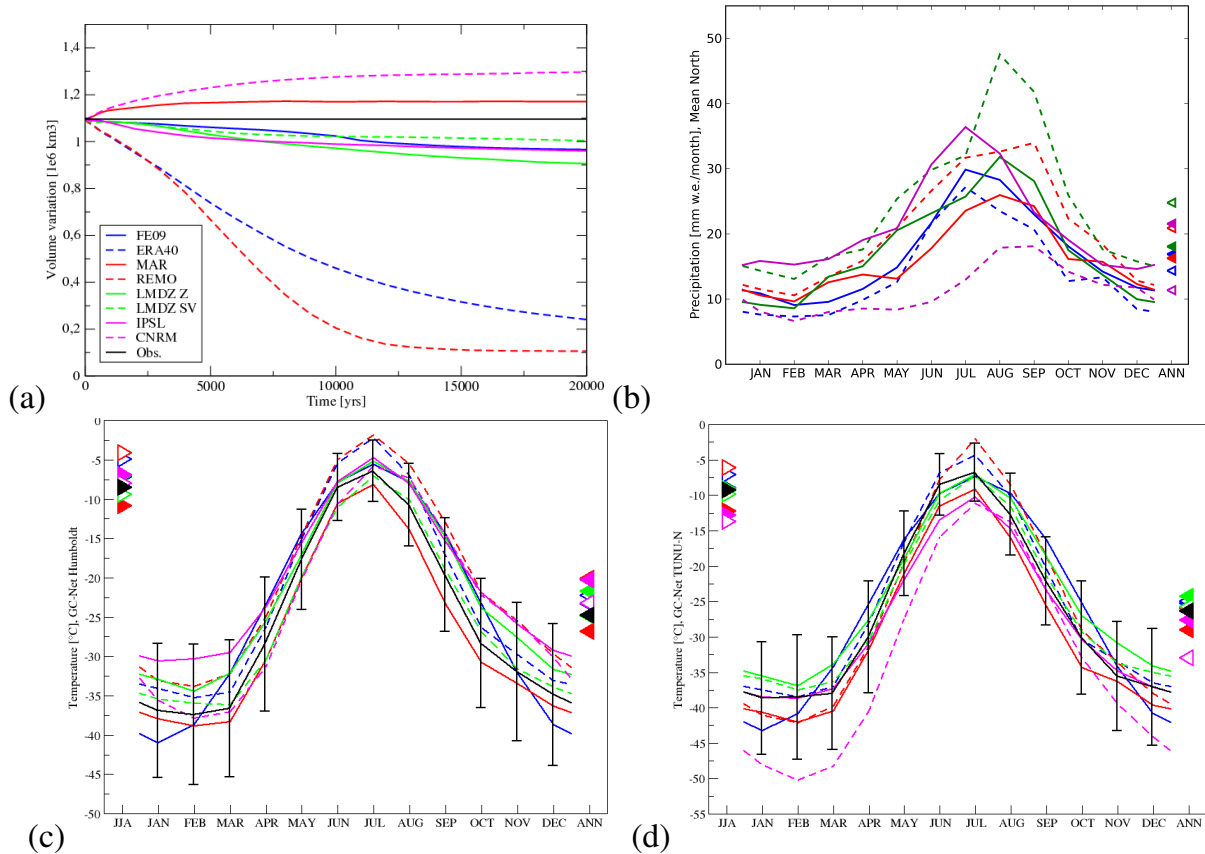 1,4
1,2
1
0,8
0,6
0,4
0,2
0
Volume variation [1e6 km3]
FE09
ERA40
MAR
REMO
LMDZ Z
LMDZ SV
IPSL
CNRM
Obs.
0 5000 10000 15000 20000
Time [yrs]
(a)
50
40
30
20
10
0
Precipitation [mm w.e./month], Mean North
JAN FEB MAR APR MAY JUN JUL AUG SEP OCT NOV DEC ANN
(b)
0
-5
-10
-15
-20
-25
-30
-35
-40
-45
-50
Temperature [°C], GC-Net Humboldt
JJA JAN FEB MAR APR MAY JUN JUL AUG SEP OCT NOV DEC ANN
(c)
0
-5
-10
-15
-20
-25
-30
-35
-40
-45
-50
-55
Temperature [°C], GC-Net TUNU-N
JJA JAN FEB MAR APR MAY JUN JUL AUG SEP OCT NOV DEC ANN
(d)